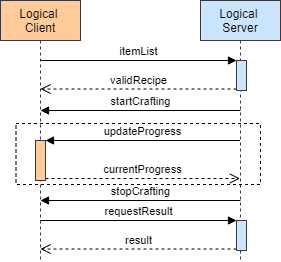 Logical
Client
Logical
Server
itemList
validRecipe
startCrafting
updateProgress
currentProgress
stopCrafting
requestResult
result